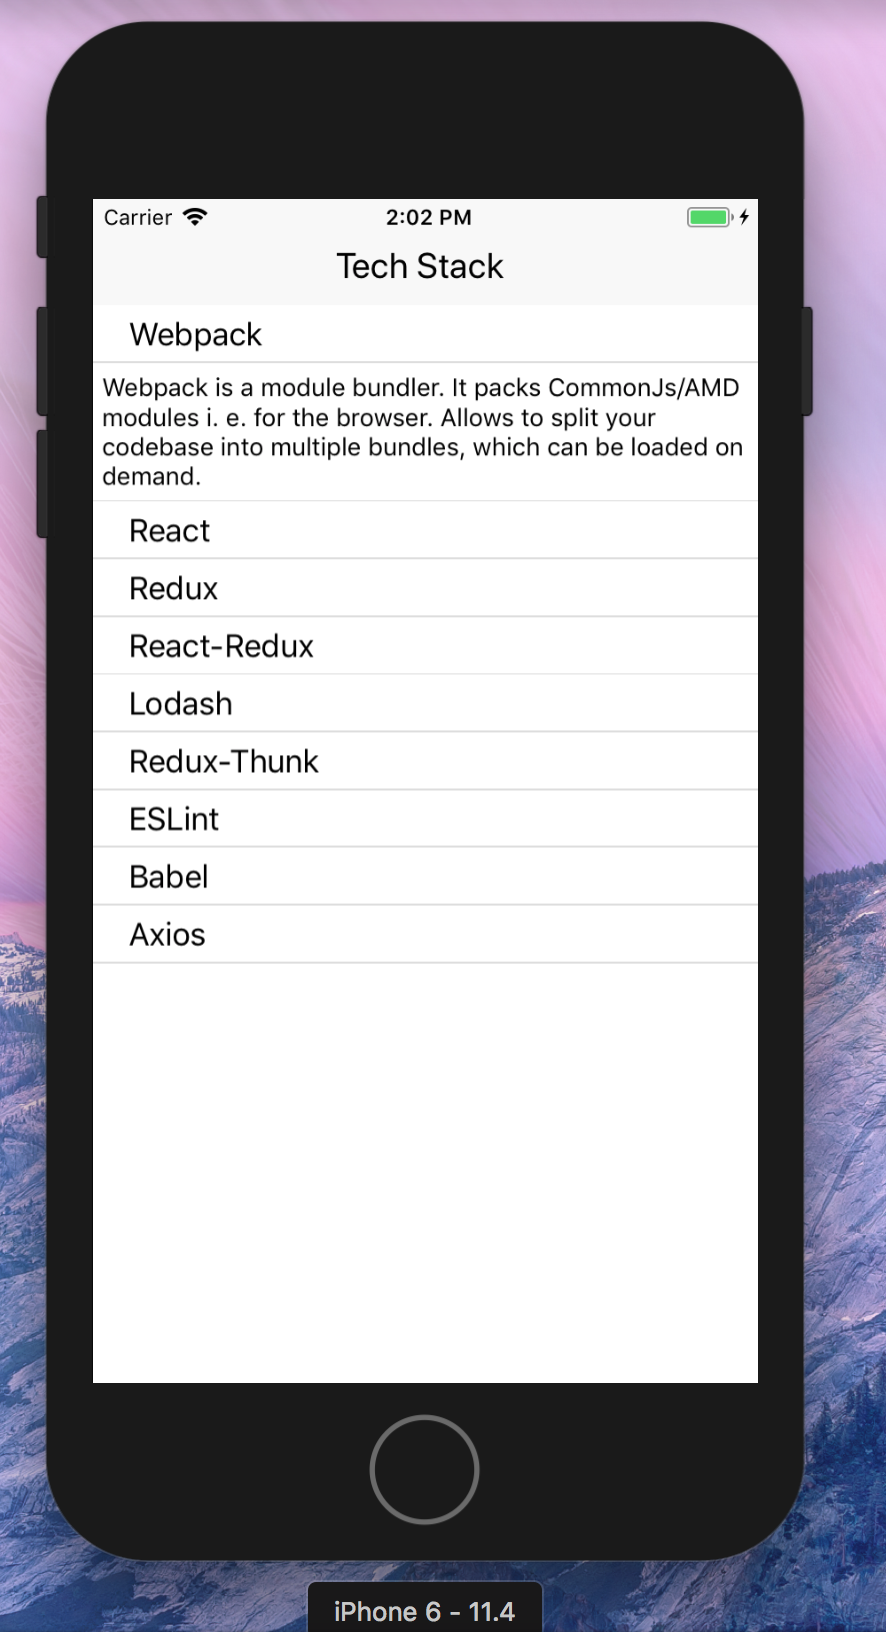 Carrier
2:02 PM
Tech Stack
Webpack
Webpack is a module bundler. It packs CommonJs/AMD
modules i. e. for the browser. Allows to split your
codebase into multiple bundles, which can be loaded on
demand.
React
Redux
React-Redux
Lodash
Redux-Thunk
ESLint
Babel
Axios
iPhone 6 - 11.4